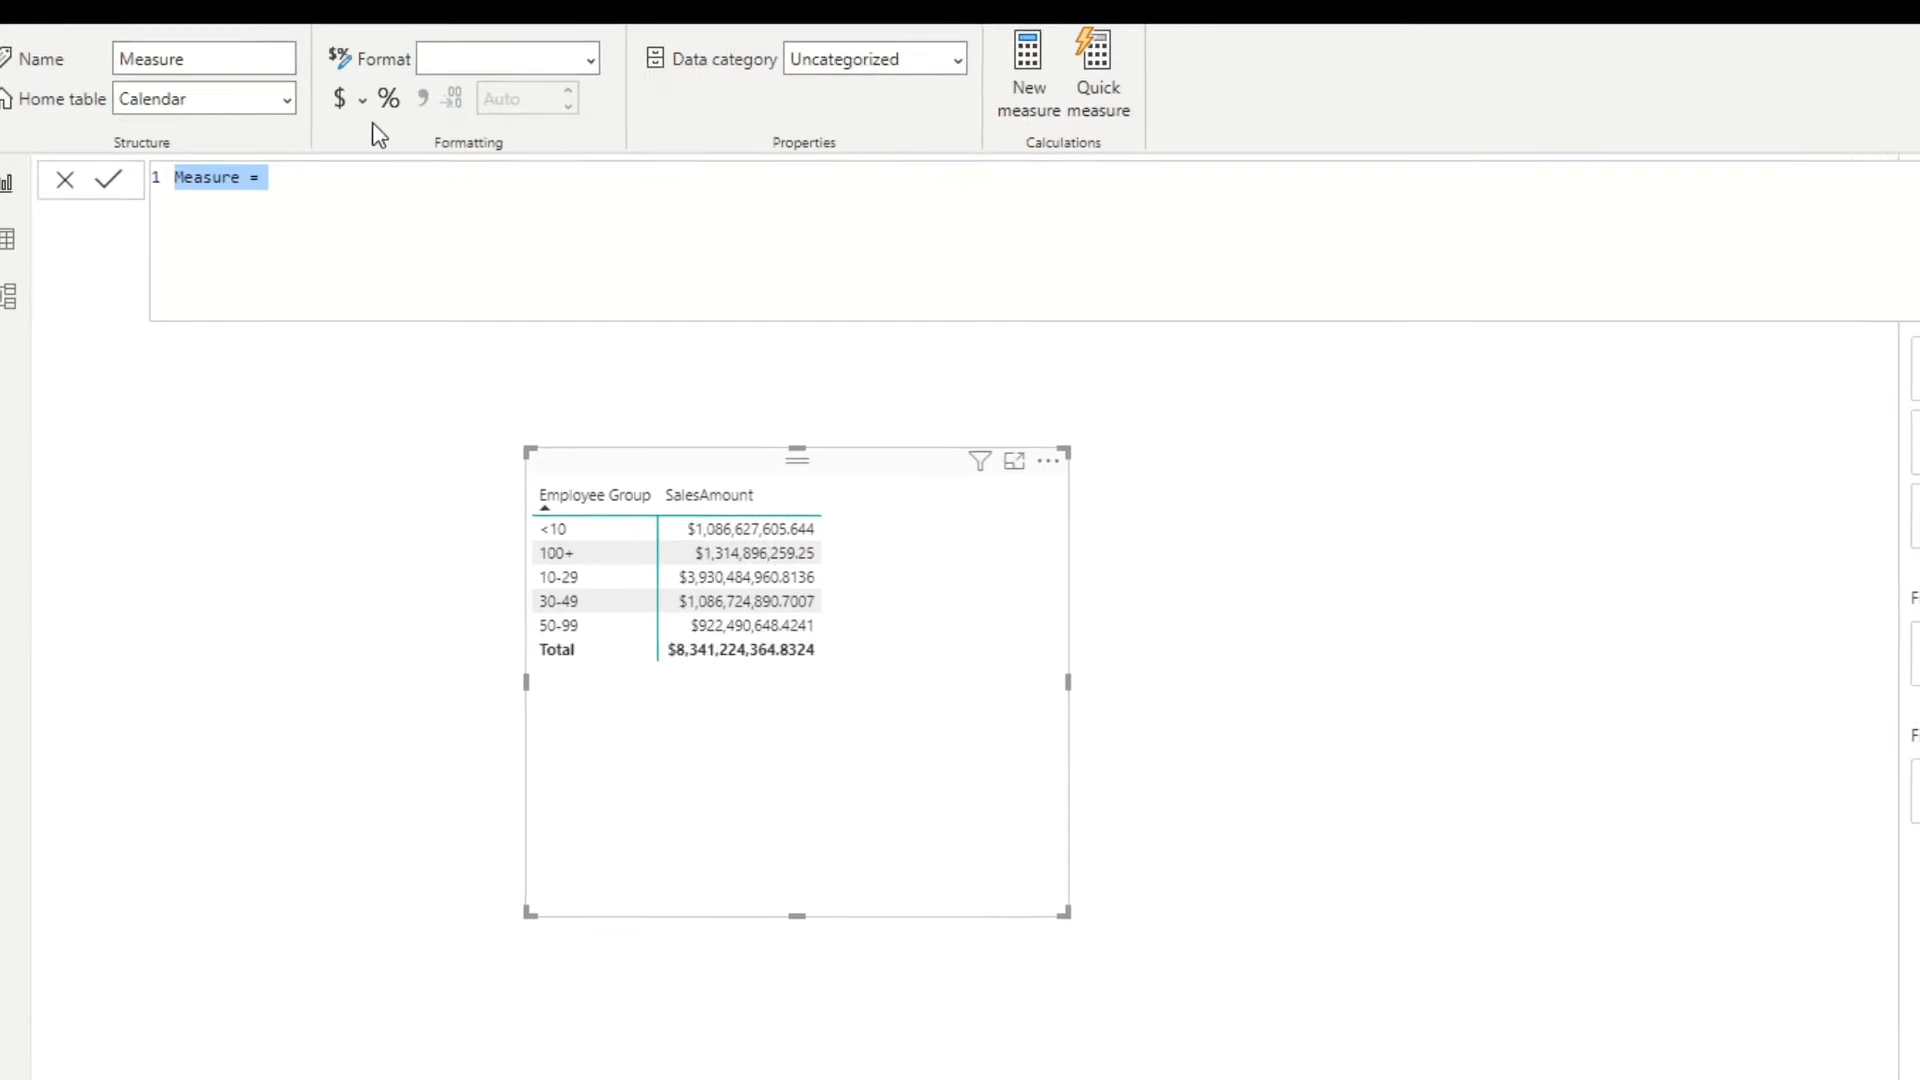 Name Measure Format Data category Uncategorized
Home table Calendar $ % Auto
New measure Quick measure
Structure Formatting Properties Calculations
1 Measure =
Employee Group SalesAmount
<10 $1,086,627,605.644
100+ $1,314,896,259.25
10-29 $3,930,484,960.8136
30-49 $1,086,724,890.7007
50-99 $922,490,648.4241
Total $8,341,224,364.8324